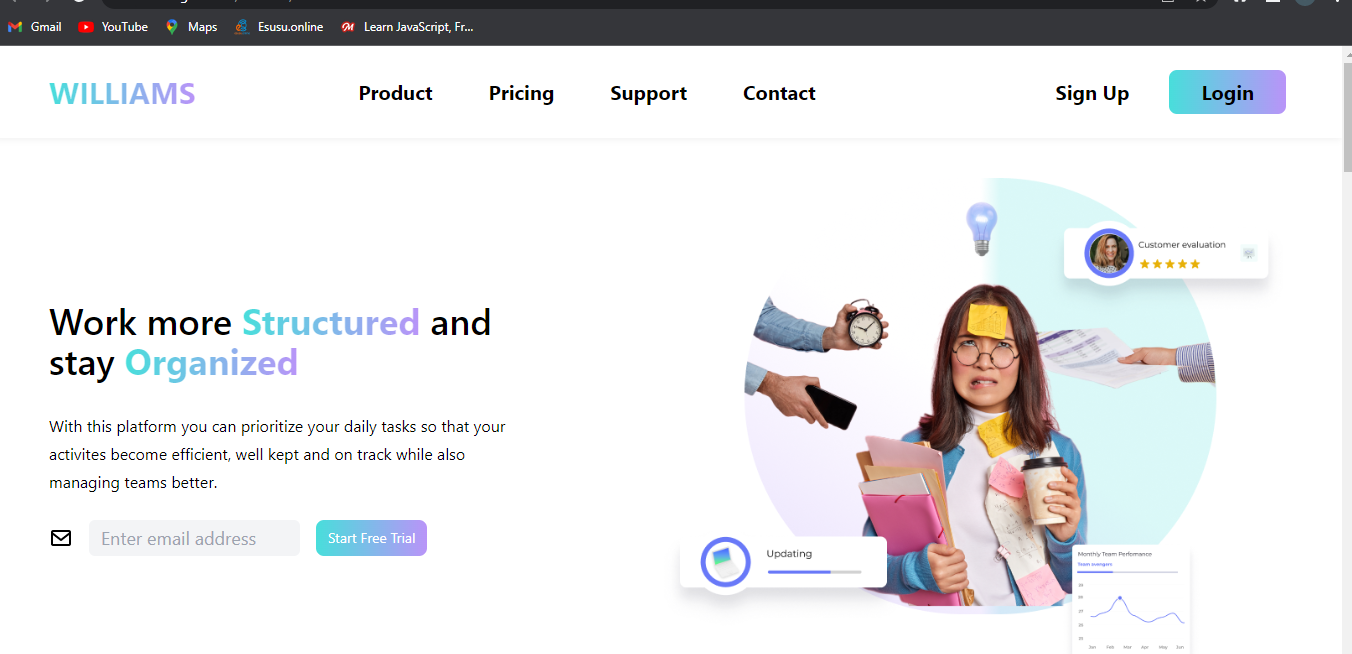 Gmail YouTube Maps Esusu.online Learn JavaScript, Fr...
WILLIAMS Product Pricing Support Contact Sign Up Login
Customer evaluation
Work more Structured and
stay Organized
With this platform you can prioritize your daily tasks so that your
activites become efficient, well kept and on track while also
managing teams better.
Enter email address Start Free Trial
Updating
Monthly Team Perfomance
Team avengers
Jan Feb Mar Apr May Jun